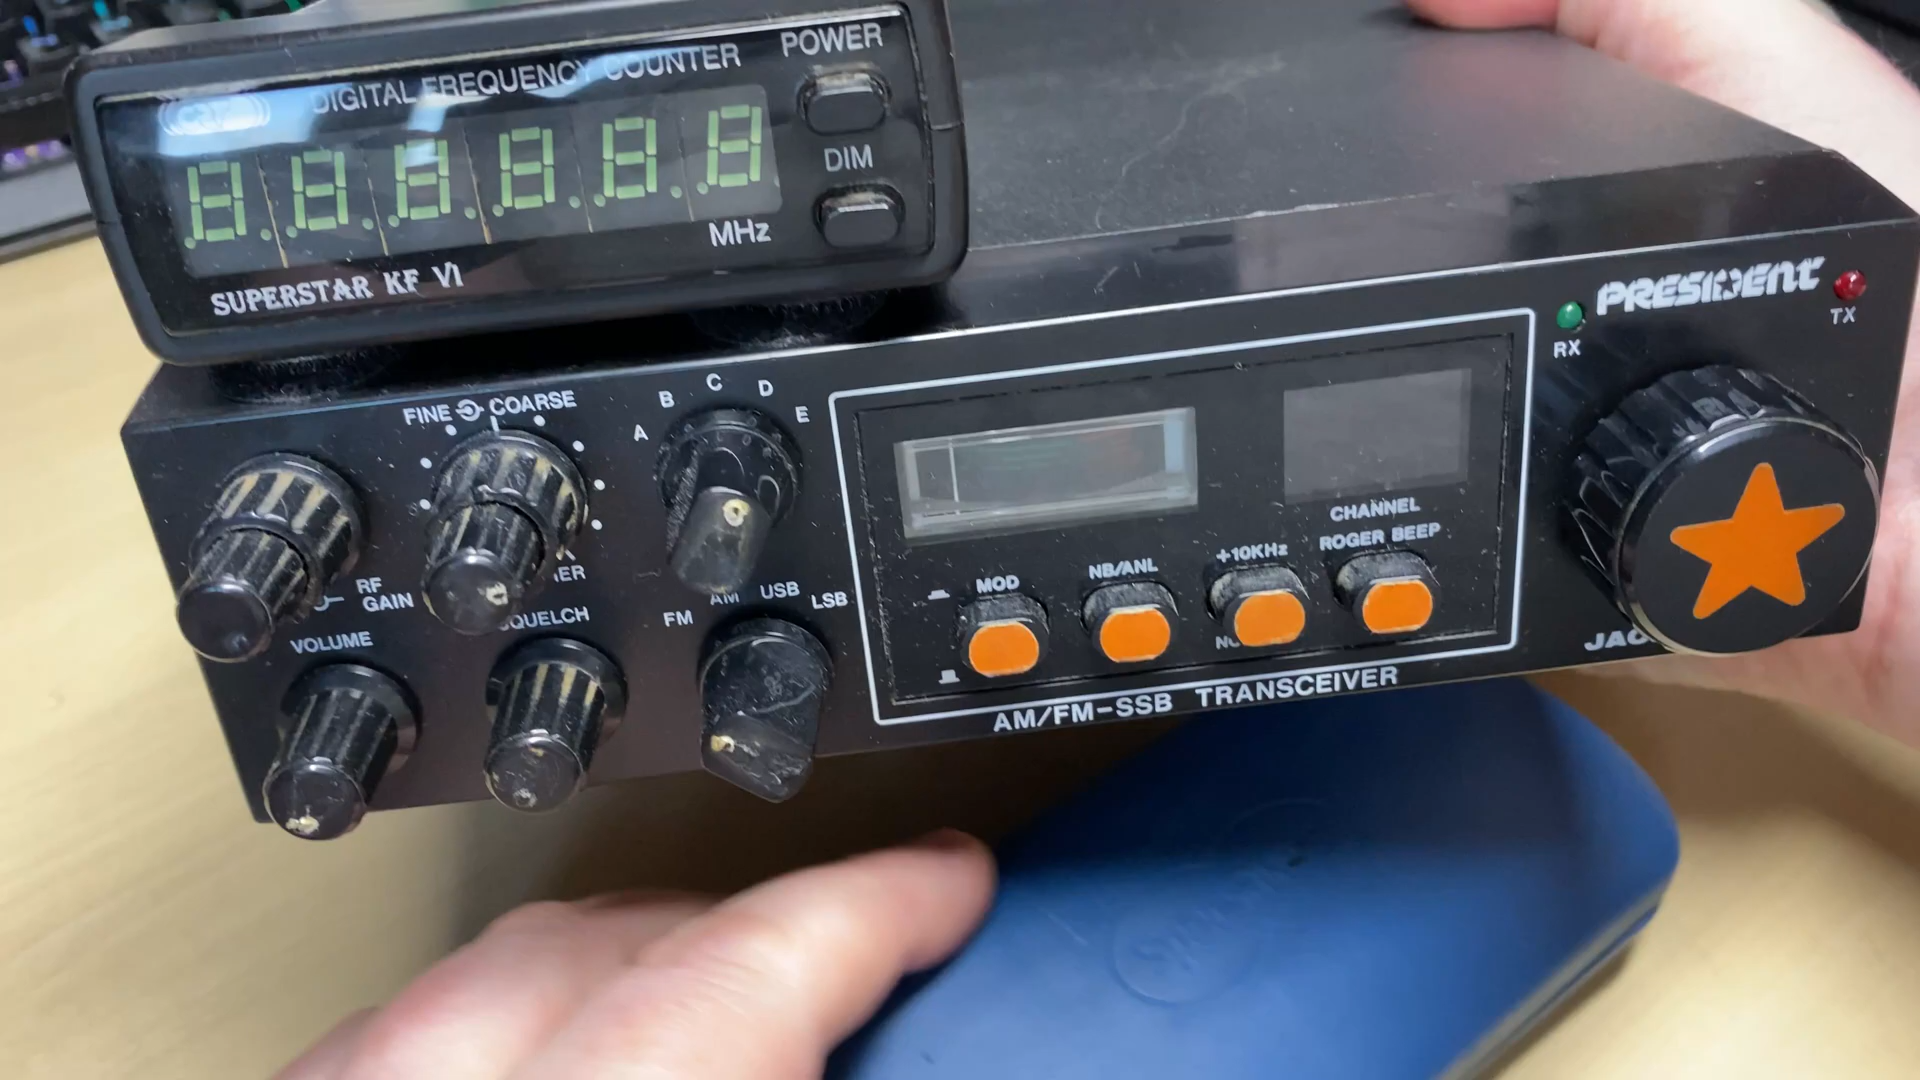 CRT
DIGITAL FREQUENCY COUNTER
POWER
DIM
MHz
SUPERSTAR KF VI
PRESIDENT
RX
TX
FINE COARSE
A B C D E
RF
GAIN
VOLUME
SQUELCH
FM AM USB LSB
CHANNEL
MOD NB/ANL +10KHz ROGER BEEP
AM/FM-SSB TRANSCEIVER